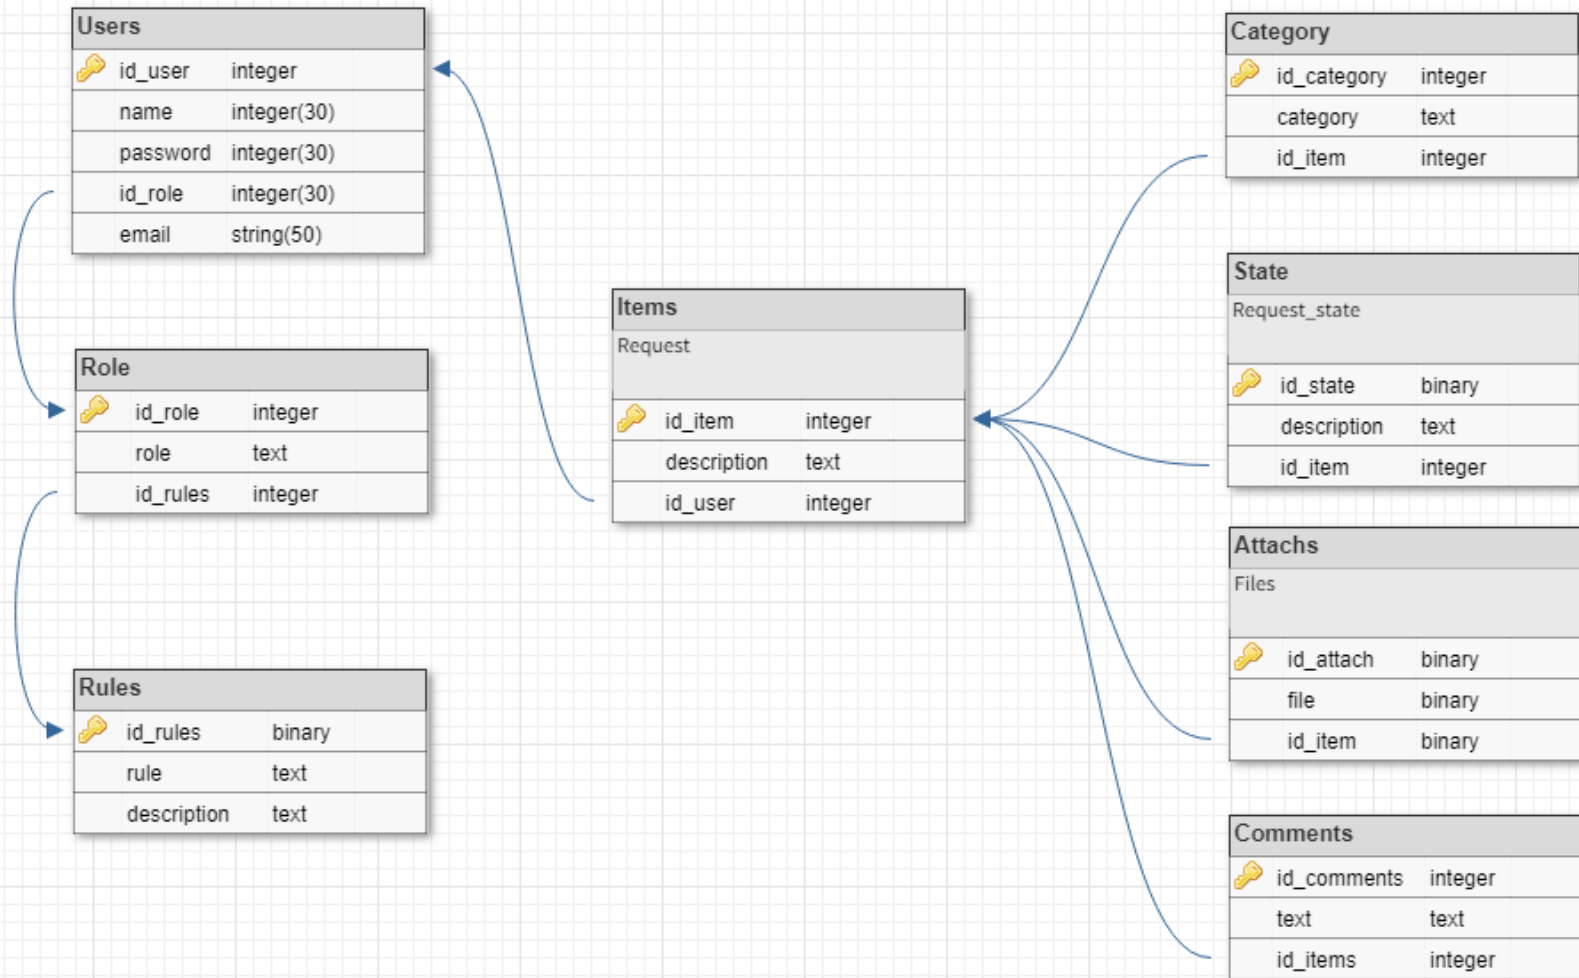 Users
id_user integer
name integer(30)
password integer(30)
id_role integer(30)
email string(50)
Role
id_role integer
role text
id_rules integer
Rules
id_rules binary
rule text
description text
Items
Request
id_item integer
description text
id_user integer
Category
id_category integer
category text
id_item integer
State
Request_state
id_state binary
description text
id_item integer
Attachs
Files
id_attach binary
file binary
id_item binary
Comments
id_comments integer
text text
id_items integer